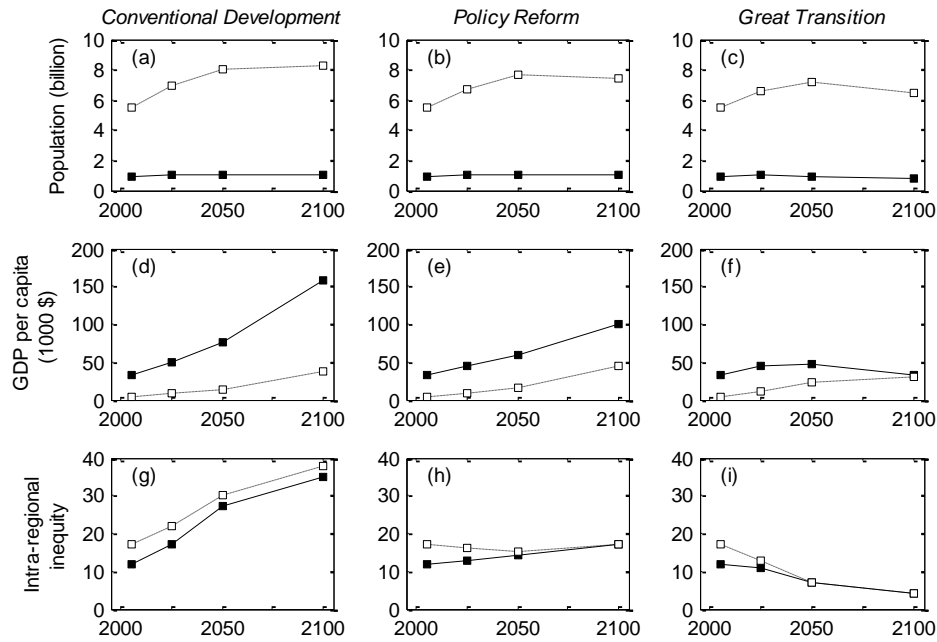 Conventional Development Policy Reform Great Transition
Population (billion)
10
8
6
4
2
0
(a)
2000 2050 2100
10
8
6
4
2
0
(b)
2000 2050 2100
10
8
6
4
2
0
(c)
2000 2050 2100
GDP per capita
(1000 $)
200
150
100
50
0
(d)
2000 2050 2100
200
150
100
50
0
(e)
2000 2050 2100
200
150
100
50
0
(f)
2000 2050 2100
Intra-regional
inequity
40
30
20
10
0
(g)
2000 2050 2100
40
30
20
10
0
(h)
2000 2050 2100
40
30
20
10
0
(i)
2000 2050 2100